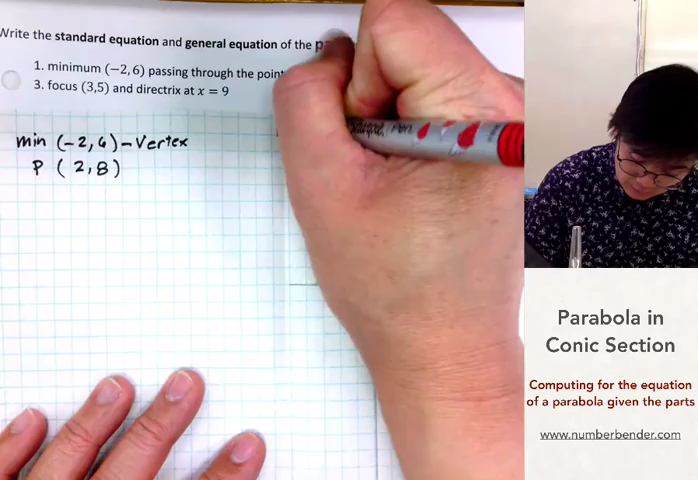 Write the standard equation and general equation of the
1. minimum (−2, 6) passing through the point
3. focus (3,5) and directrix at x = 9
min (-2, 6) - Vertex
P ( 2, 8 )
Parabola in
Conic Section
Computing for the equation
of a parabola given the parts
www.numberbender.com